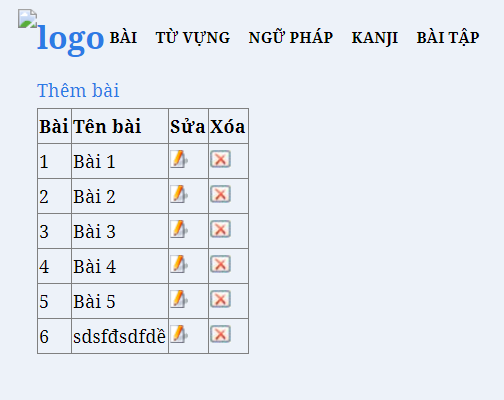 logo BÀI TỪ VỰNG NGỮ PHÁP KANJI BÀI TẬP
Thêm bài
Bài Tên bài Sửa Xóa
1 Bài 1
2 Bài 2
3 Bài 3
4 Bài 4
5 Bài 5
6 sdsfđsdfdề